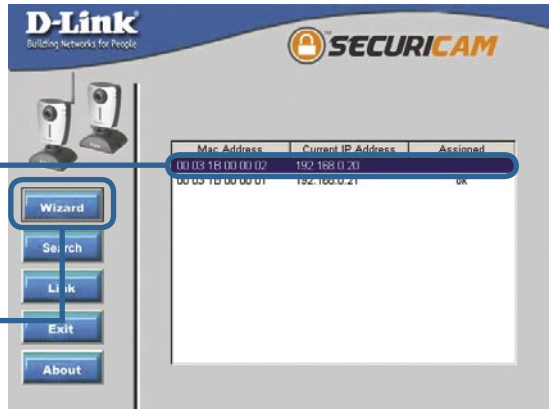 D-Link
Building Networks for People
SECURICAM
Mac Address Current IP Address Assigned
00 03 1B 00 00 02 192.168.0.20
00 03 1B 00 00 01 192.168.0.21 ok
Wizard
Search
Link
Exit
About